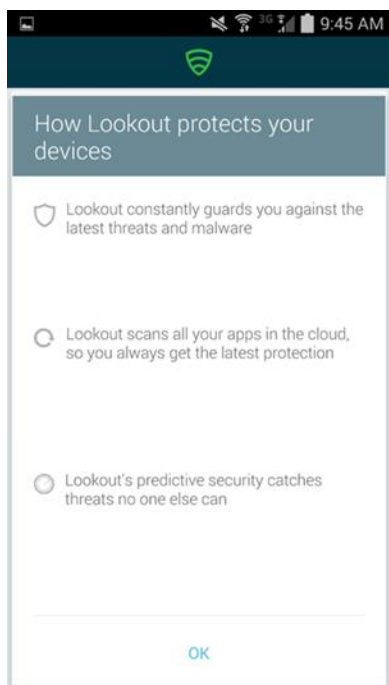 3G 9:45 AM
How Lookout protects your
devices
Lookout constantly guards you against the
latest threats and malware
Lookout scans all your apps in the cloud,
so you always get the latest protection
Lookout's predictive security catches
threats no one else can
OK